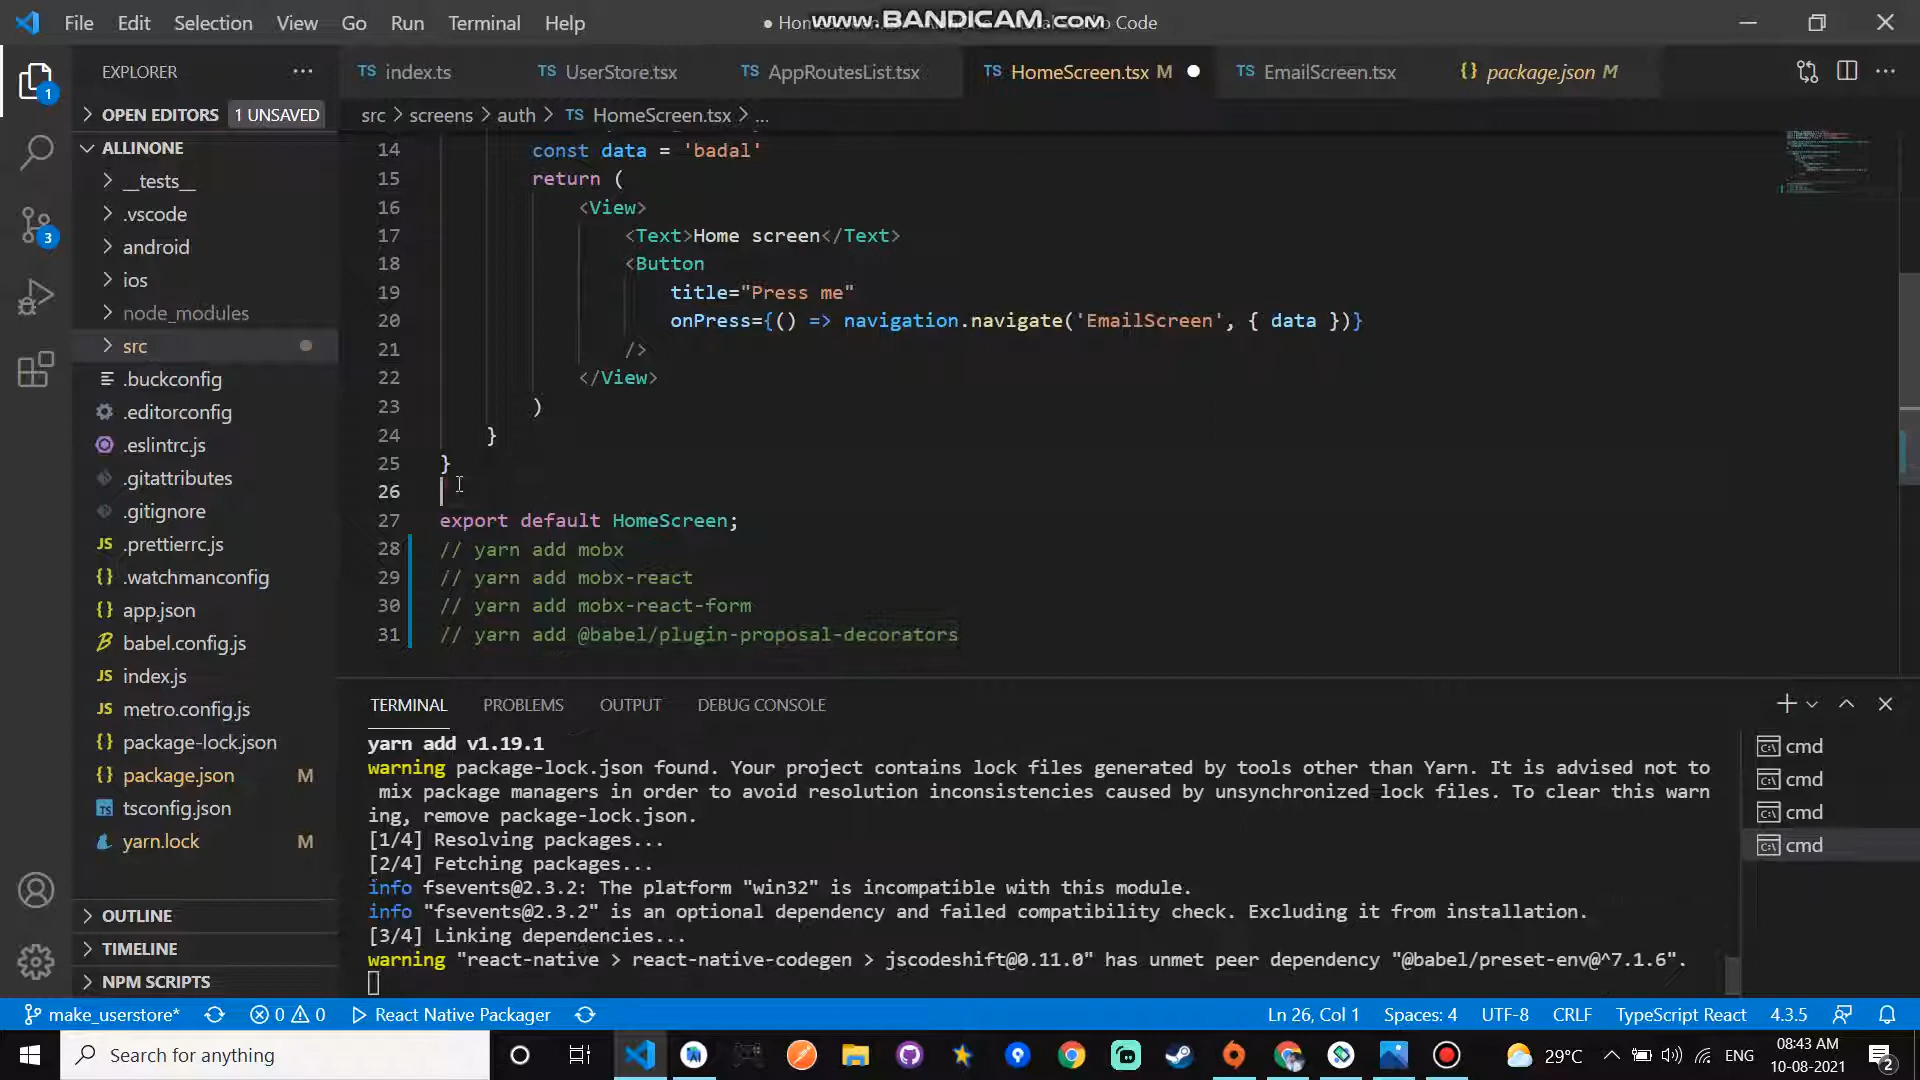 File Edit Selection View Go Run Terminal Help
www.BANDICAM.com
EXPLORER
index.ts UserStore.tsx AppRoutesList.tsx HomeScreen.tsx M EmailScreen.tsx package.json M
OPEN EDITORS 1 UNSAVED
src > screens > auth > HomeScreen.tsx > ...
ALLINONE
__tests__
.vscode
android
ios
node_modules
src
.buckconfig
.editorconfig
.eslintrc.js
.gitattributes
.gitignore
.prettierrc.js
.watchmanconfig
app.json
babel.config.js
index.js
metro.config.js
package-lock.json
package.json M
tsconfig.json
yarn.lock M
OUTLINE
TIMELINE
NPM SCRIPTS
14 const data = 'badal'
15 return (
16 <View>
17 <Text>Home screen</Text>
18 <Button
19 title="Press me"
20 onPress={() => navigation.navigate('EmailScreen', { data })}
21 />
22 </View>
23 )
24 }
25 }
26
27 export default HomeScreen;
28 // yarn add mobx
29 // yarn add mobx-react
30 // yarn add mobx-react-form
31 // yarn add @babel/plugin-proposal-decorators
TERMINAL PROBLEMS OUTPUT DEBUG CONSOLE
yarn add v1.19.1
warning package-lock.json found. Your project contains lock files generated by tools other than Yarn. It is advised not to
mix package managers in order to avoid resolution inconsistencies caused by unsynchronized lock files. To clear this warn
ing, remove package-lock.json.
[1/4] Resolving packages...
[2/4] Fetching packages...
info fsevents@2.3.2: The platform "win32" is incompatible with this module.
info "fsevents@2.3.2" is an optional dependency and failed compatibility check. Excluding it from installation.
[3/4] Linking dependencies...
warning "react-native > react-native-codegen > jscodeshift@0.11.0" has unmet peer dependency "@babel/preset-env@^7.1.6".
cmd
cmd
cmd
cmd
make_userstore* 0 0 React Native Packager Ln 26, Col 1 Spaces: 4 UTF-8 CRLF TypeScript React 4.3.5
Search for anything
29°C ENG
08:43 AM
10-08-2021
2